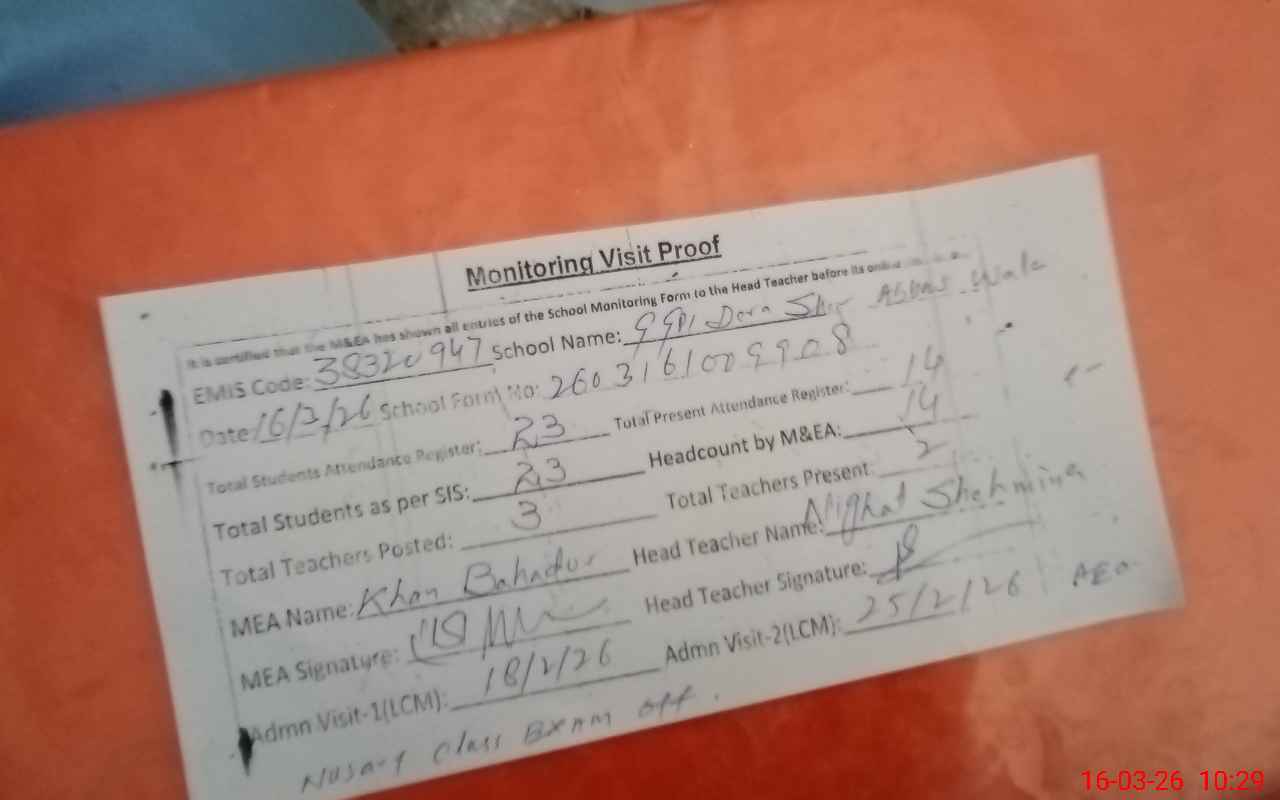 Monitoring Visit Proof
It is certified that the M&EA has shown all entries of the School Monitoring Form to the Head Teacher before its
EMIS Code: 38320947 School Name: GGPS Dera Sher Abbas Wala
Date 16/3/26 School Form No: 2603161009908
Total Students Attendance Register: 23 Total Present Attendance Register: 14
Total Students as per SIS: 23 Headcount by M&EA: 14
Total Teachers Posted: 3 Total Teachers Present: 2
MEA Name: Khan Bahadur Head Teacher Name: Nighat Shehmina
MEA Signature: Head Teacher Signature:
Admn Visit-1(LCM): 18/2/26 Admn Visit-2(LCM): 25/2/26 AEO
Class Exam off.
16-03-26 10:29